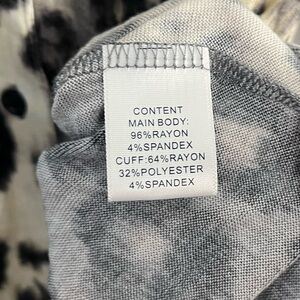 CONTENT
MAIN BODY:
96%RAYON
4%SPANDEX
CUFF:64%RAYON
32%POLYESTER
4%SPANDEX